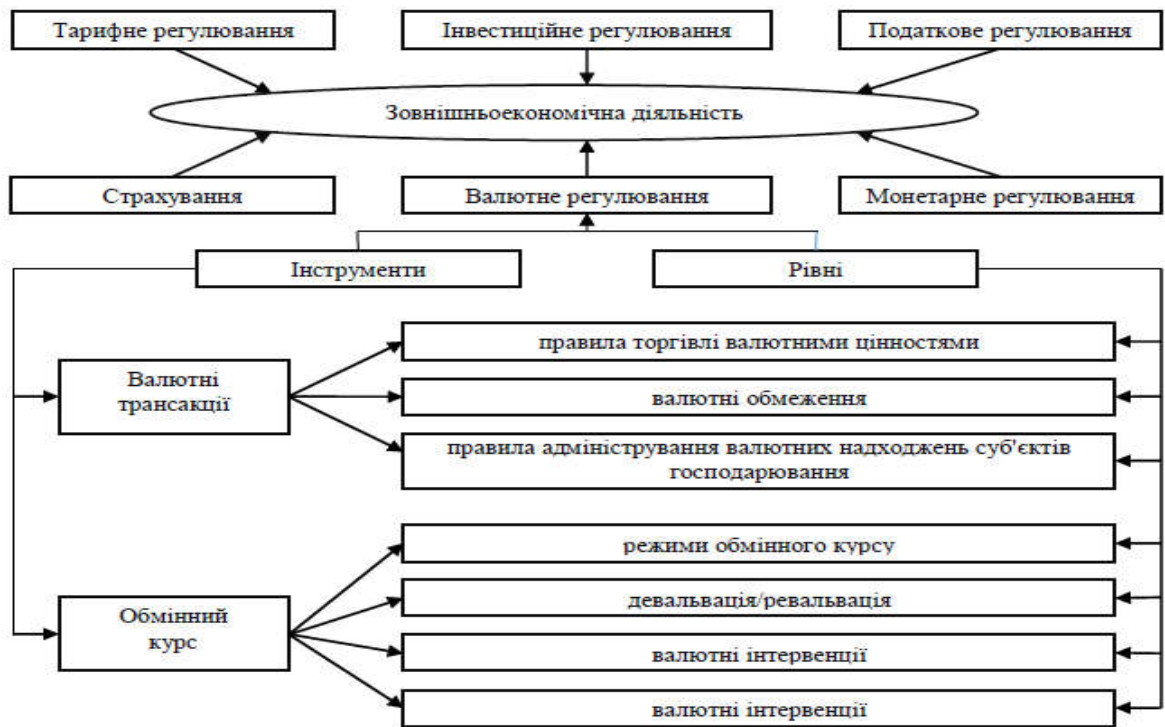 Тарифне регулювання
Інвестиційне регулювання
Податкове регулювання
Зовнішньоекономічна діяльність
Страхування
Валютне регулювання
Монетарне регулювання
Інструменти
Рівні
Валютні
трансакції
правила торгівлі валютними цінностями
валютні обмеження
правила адміністрування валютних надходжень суб'єктів
господарювання
Обмінний
курс
режими обмінного курсу
девальвація/ревальвація
валютні інтервенції
валютні інтервенції